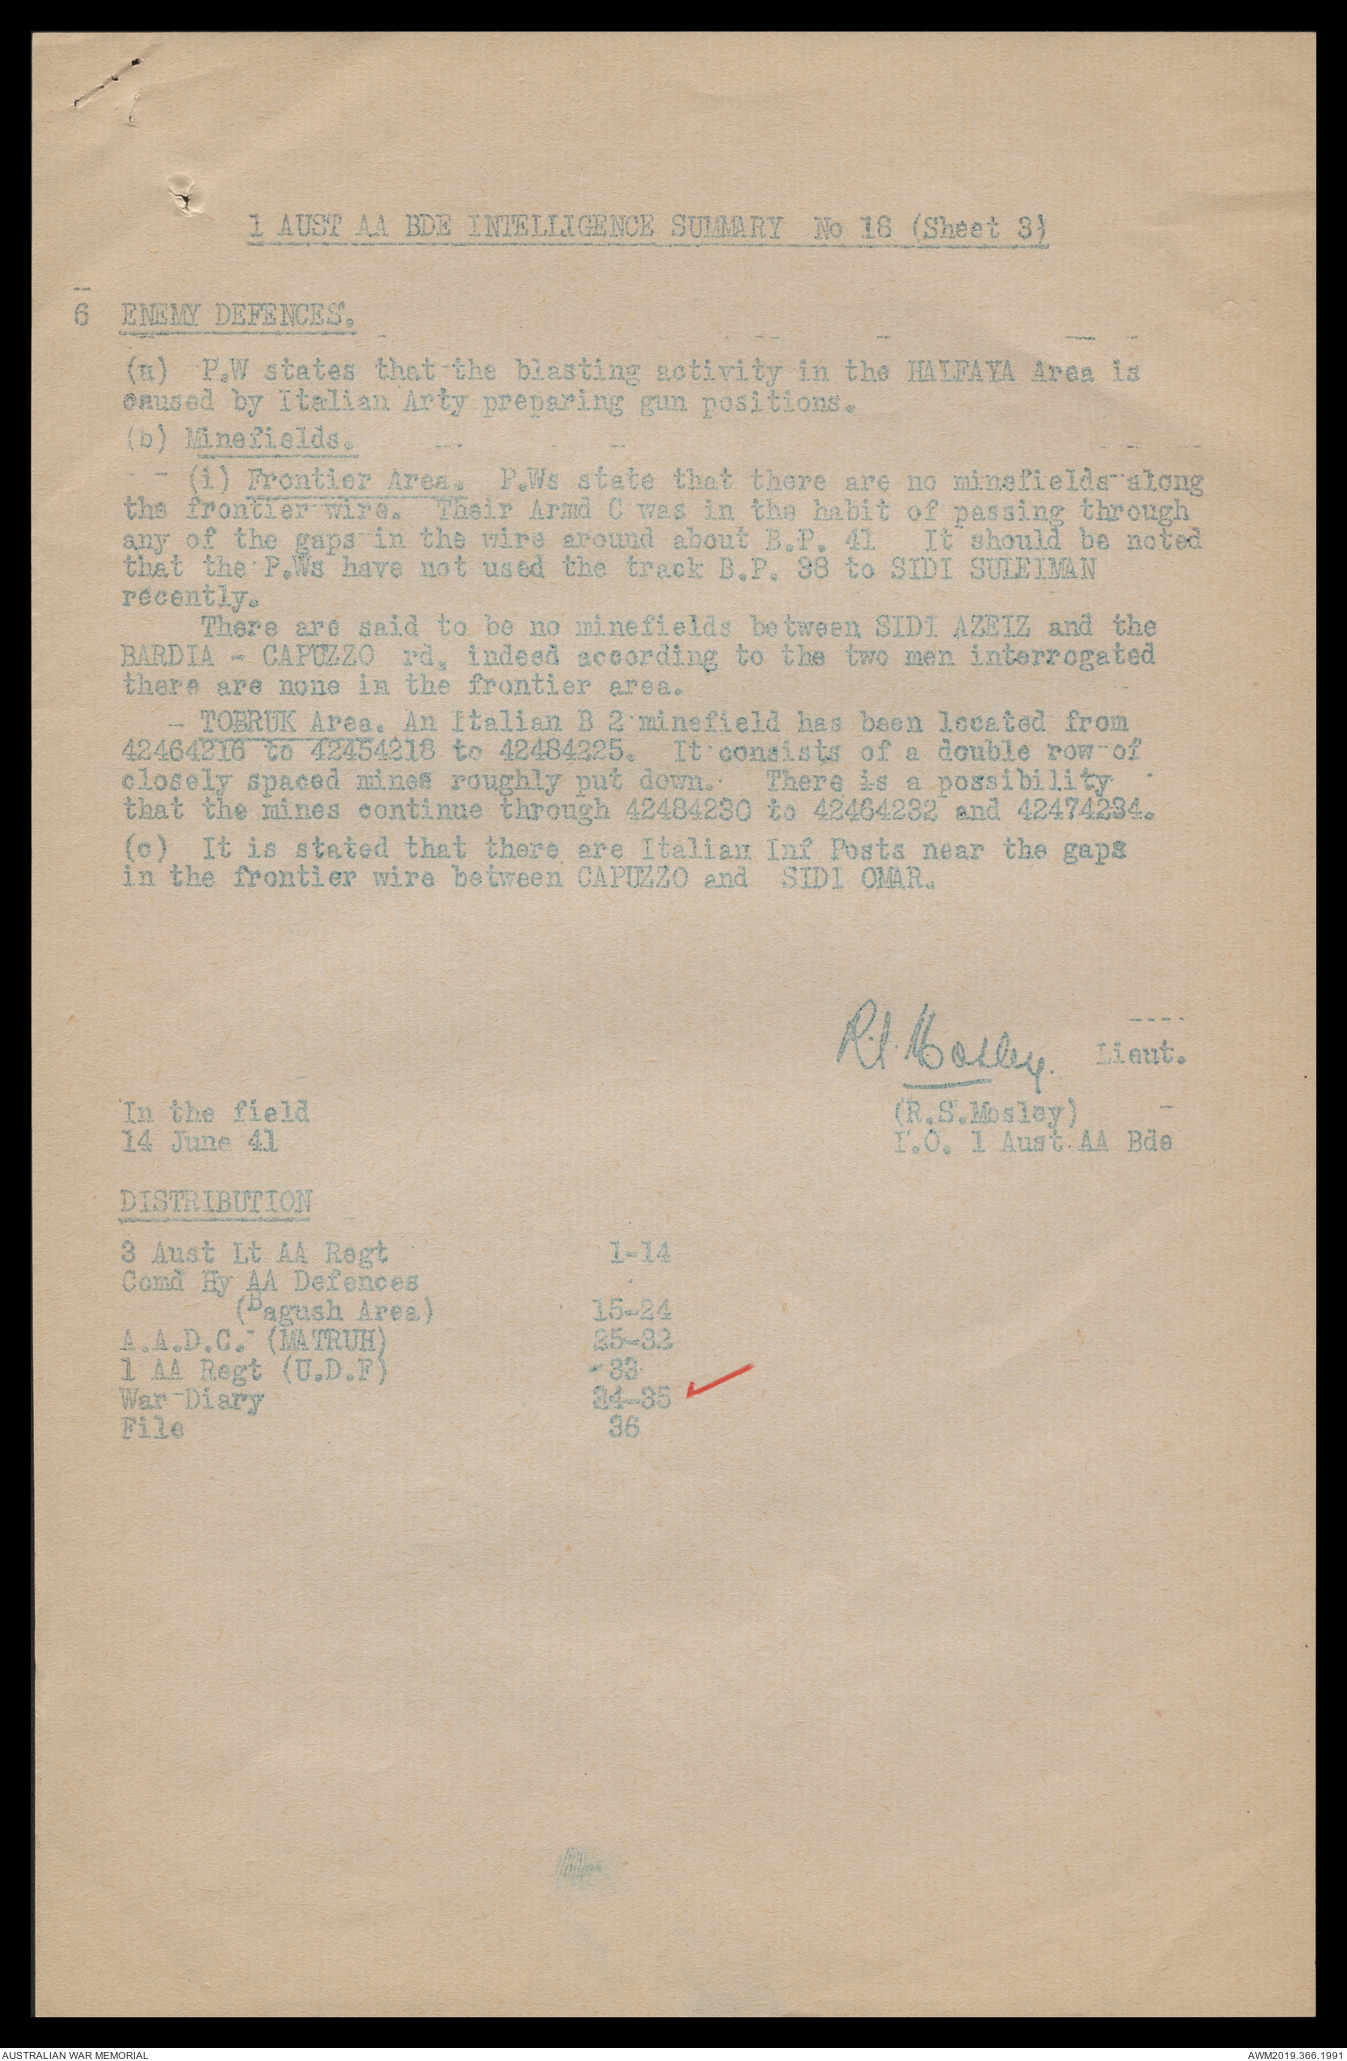 1 AUST AA BDE INTELLIGENCE SUMMARY No 18 (Sheet 3)
6 ENEMY DEFENCES.
(a) P.W states that the blasting activity in the HALFAYA Area is
caused by Italian Arty preparing gun positions.
(b) Minefields.
(i) Frontier Area. P.Ws state that there are no minefields along
the frontier wire. Their Armd C was in the habit of passing through
any of the gaps in the wire around about B.P. 41 It should be noted
that the P.Ws have not used the track B.P. 38 to SIDI SULEIMAN
recently.
There are said to be no minefields between SIDI AZEIZ and the
BARDIA - CAPUZZO rd, indeed according to the two men interrogated
there are none in the frontier area.
- TOBRUK Area. An Italian B 2 minefield has been located from
42464216 to 42454218 to 42484225. It consists of a double row of
closely spaced mines roughly put down. There is a possibility
that the mines continue through 42484230 to 42464232 and 42474234.
(c) It is stated that there are Italian Inf Posts near the gaps
in the frontier wire between CAPUZZO and SIDI OMAR.
R.S. Mosley. Lieut.
In the field (R.S.Mosley)
14 June 41 I.O. 1 Aust AA Bde
DISTRIBUTION
3 Aust Lt AA Regt 1-14
Comd Hy AA Defences
(Bagush Area) 15-24
A.A.D.C. (MATRUH) 25-32
1 AA Regt (U.D.F) 33
War Diary 34-35
File 36
AUSTRALIAN WAR MEMORIAL AWM2019.366.1991